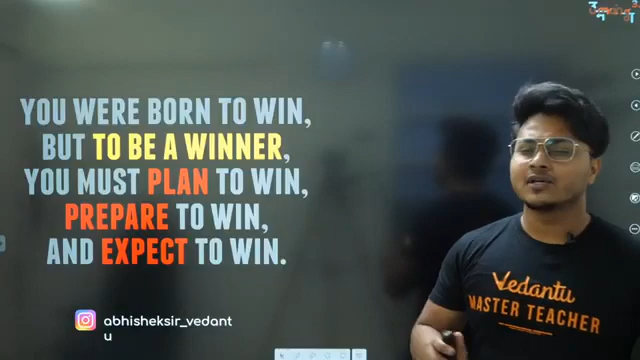 YOU WERE BORN TO WIN,
BUT TO BE A WINNER,
YOU MUST PLAN TO WIN,
PREPARE TO WIN,
AND EXPECT TO WIN.
Vedantu
MASTER TEACHER
abhisheksir_vedant
u